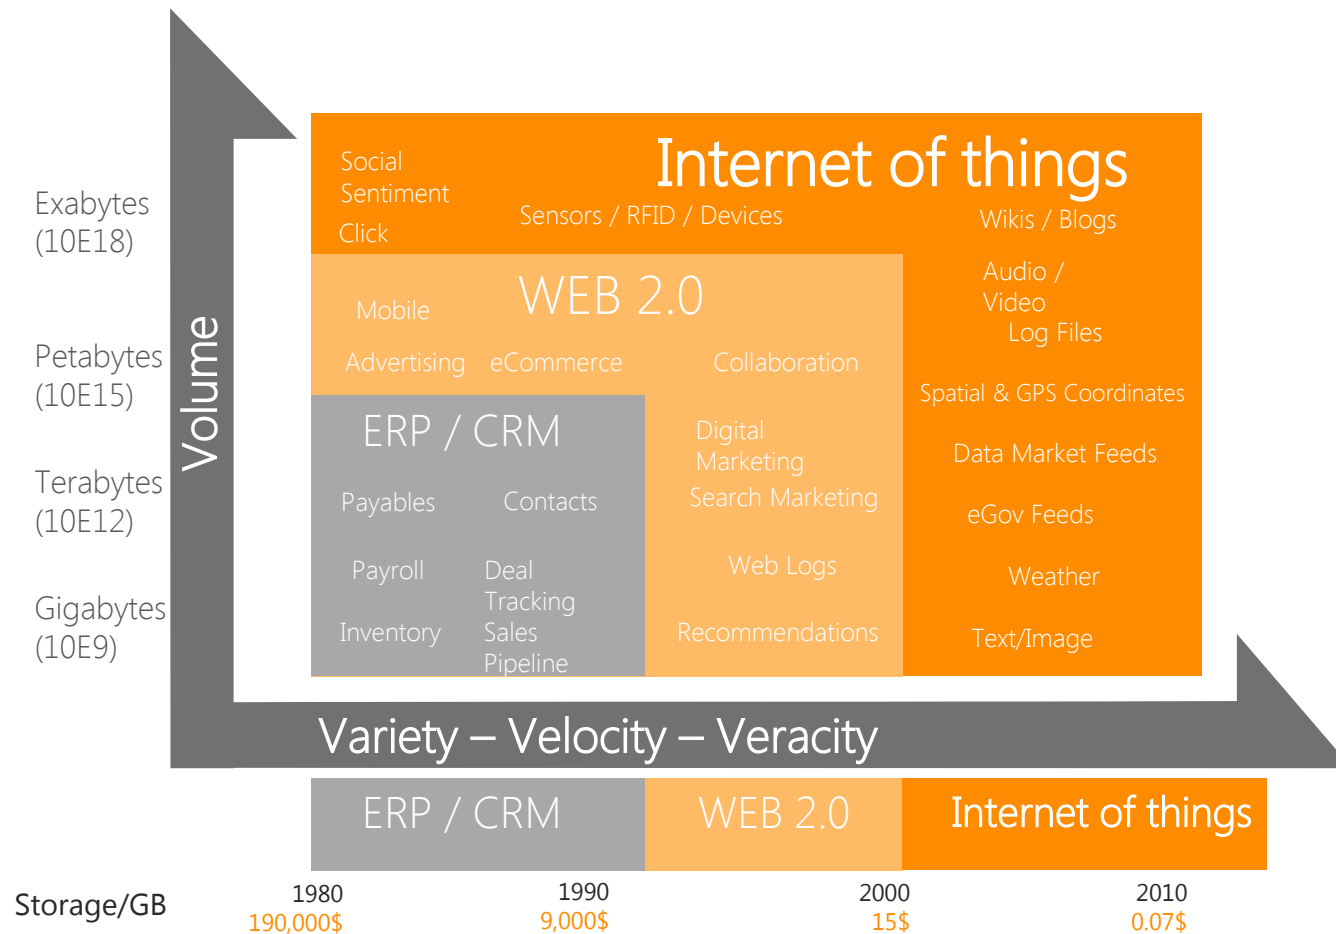 Internet of things
Social
Sentiment
Sensors / RFID / Devices
Wikis / Blogs
Click
Exabytes
(10E18)
Audio /
Video
Log Files
WEB 2.0
Mobile
Advertising
eCommerce
Collaboration
Petabytes
(10E15)
Volume
Spatial & GPS Coordinates
ERP / CRM
Digital
Marketing
Data Market Feeds
Terabytes
(10E12)
Payables
Contacts
Search Marketing
eGov Feeds
Payroll
Deal
Tracking
Web Logs
Weather
Gigabytes
(10E9)
Inventory
Sales
Pipeline
Recommendations
Text/Image
Variety – Velocity – Veracity
ERP / CRM
WEB 2.0
Internet of things
Storage/GB
1980
190,000$
1990
9,000$
2000
15$
2010
0.07$